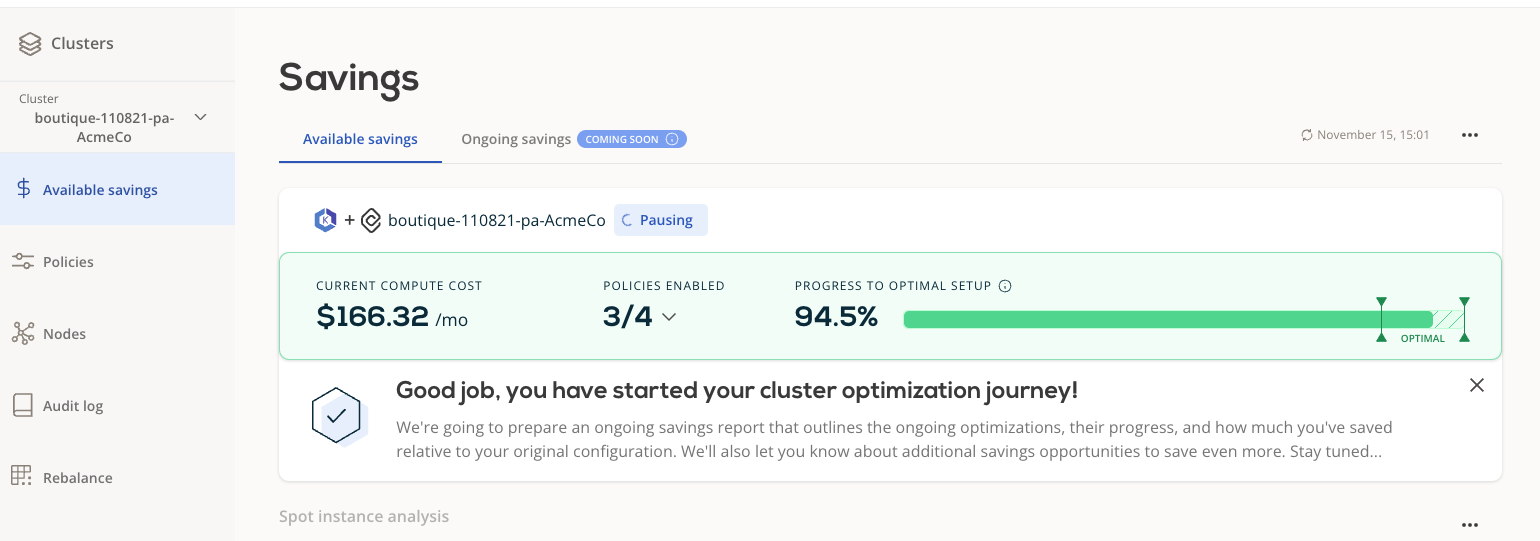 Clusters
Cluster
boutique-110821-pa-
AcmeCo
Available savings
Policies
Nodes
Audit log
Rebalance
Savings
Available savings
Ongoing savings COMING SOON
November 15, 15:01
+ boutique-110821-pa-AcmeCo Pausing
CURRENT COMPUTE COST
$166.32 /mo
POLICIES ENABLED
3/4
PROGRESS TO OPTIMAL SETUP
94.5%
OPTIMAL
Good job, you have started your cluster optimization journey!
We're going to prepare an ongoing savings report that outlines the ongoing optimizations, their progress, and how much you've saved
relative to your original configuration. We'll also let you know about additional savings opportunities to save even more. Stay tuned...
Spot instance analysis